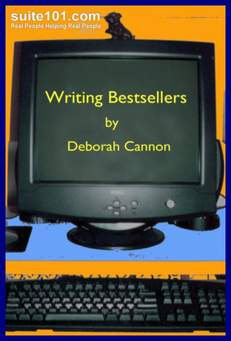 suite101.com
Real People Helping Real People
Writing Bestsellers
by
Deborah Cannon